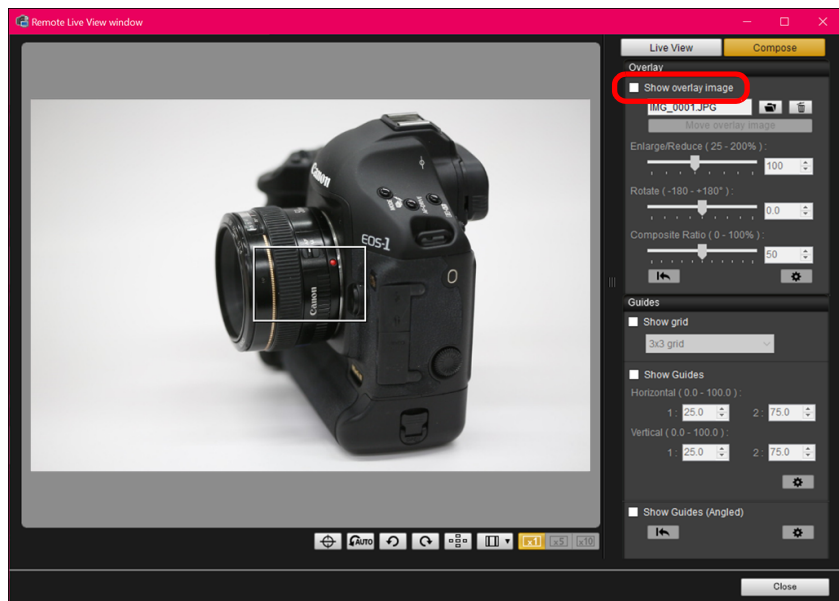 Remote Live View window
Live View
Compose
Overlay
Show overlay image
IMG_0001.JPG
Move overlay image
Enlarge/Reduce ( 25 - 200% ) :
100
Rotate ( -180 - +180° ) :
0.0
Composite Ratio ( 0 - 100% ) :
50
Guides
Show grid
3x3 grid
Show Guides
Horizontal ( 0.0 - 100.0 ) :
1 : 25.0 2 : 75.0
Vertical ( 0.0 - 100.0 ) :
1 : 25.0 2 : 75.0
Show Guides (Angled)
Canon
EOS-1
Canon
AUTO
x1 x5 x10
Close